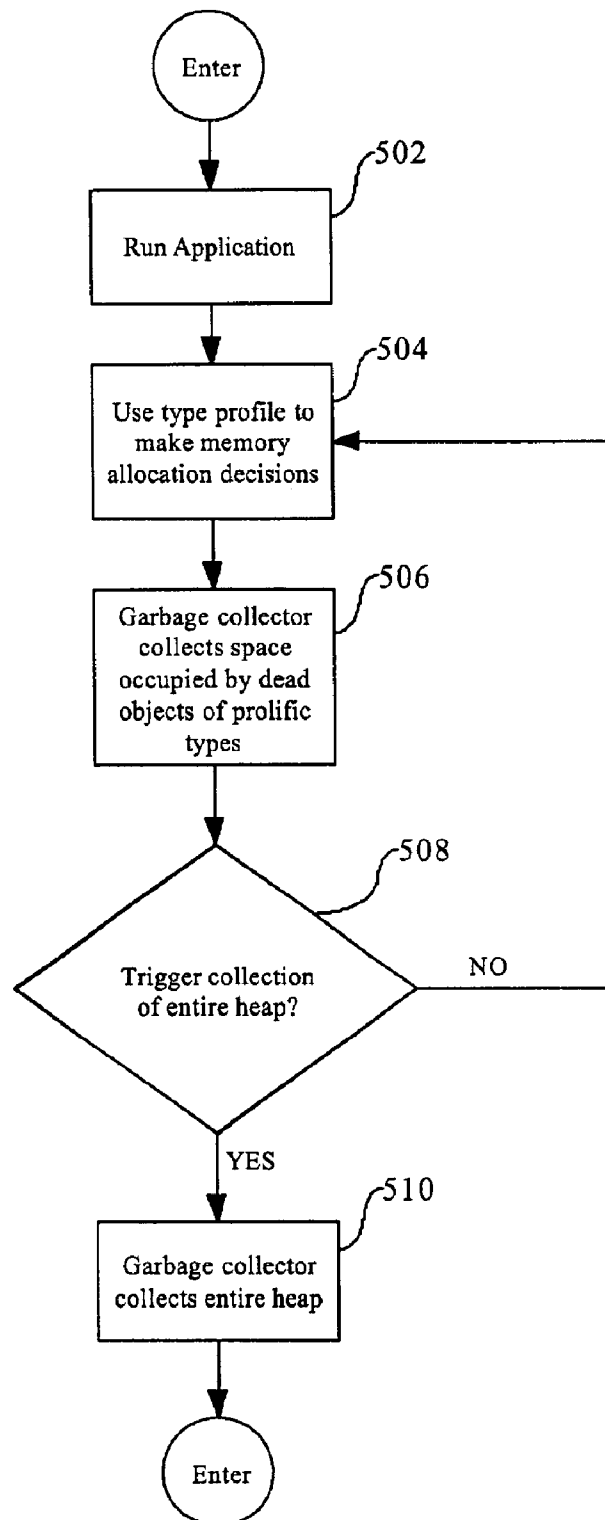 Enter
502
Run Application
504
Use type profile to
make memory
allocation decisions
506
Garbage collector
collects space
occupied by dead
objects of prolific
types
508
Trigger collection
of entire heap?
NO
YES
510
Garbage collector
collects entire heap
Enter